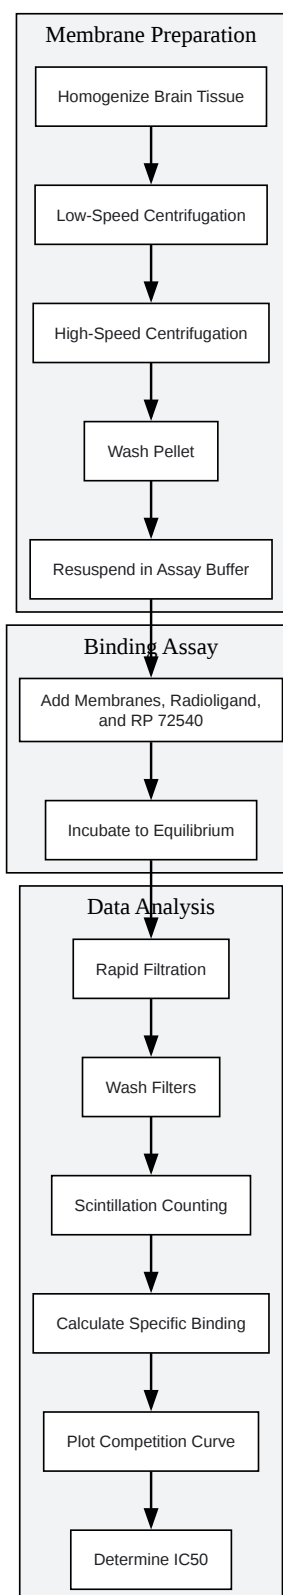 Membrane Preparation
Homogenize Brain Tissue
Low-Speed Centrifugation
High-Speed Centrifugation
Wash Pellet
Resuspend in Assay Buffer
Binding Assay
Add Membranes, Radioligand,
and RP 72540
Incubate to Equilibrium
Data Analysis
Rapid Filtration
Wash Filters
Scintillation Counting
Calculate Specific Binding
Plot Competition Curve
Determine IC50